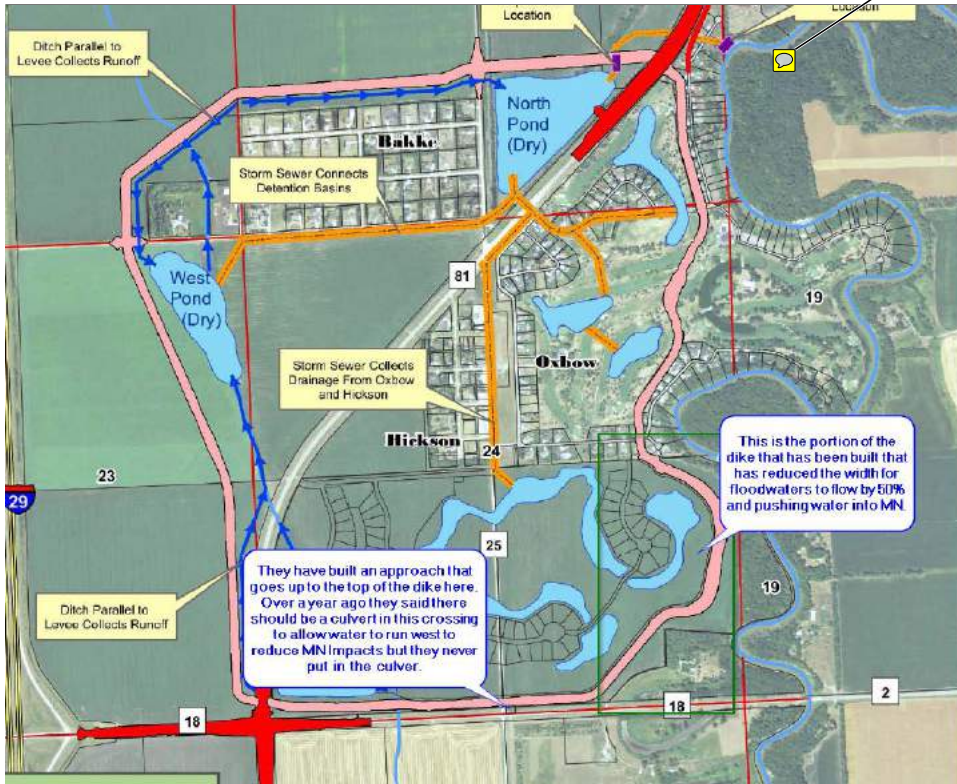 Location
Location
Ditch Parallel to
Levee Collects Runoff
North
Pond
(Dry)
Bakke
Storm Sewer Connects
Detention Basins
West
Pond
(Dry)
81
19
Oxbow
Storm Sewer Collects
Drainage From Oxbow
and Hickson
Hickson
24
This is the portion of the
dike that has been built that
has reduced the width for
floodwaters to flow by 50%
and pushing water into MN.
23
29
25
They have built an approach that
goes up to the top of the dike here.
Over a year ago they said there
should be a culvert in this crossing
to allow water to run west to
reduce MN Impacts but they never
put in the culver.
19
Ditch Parallel to
Levee Collects Runoff
18
18
2